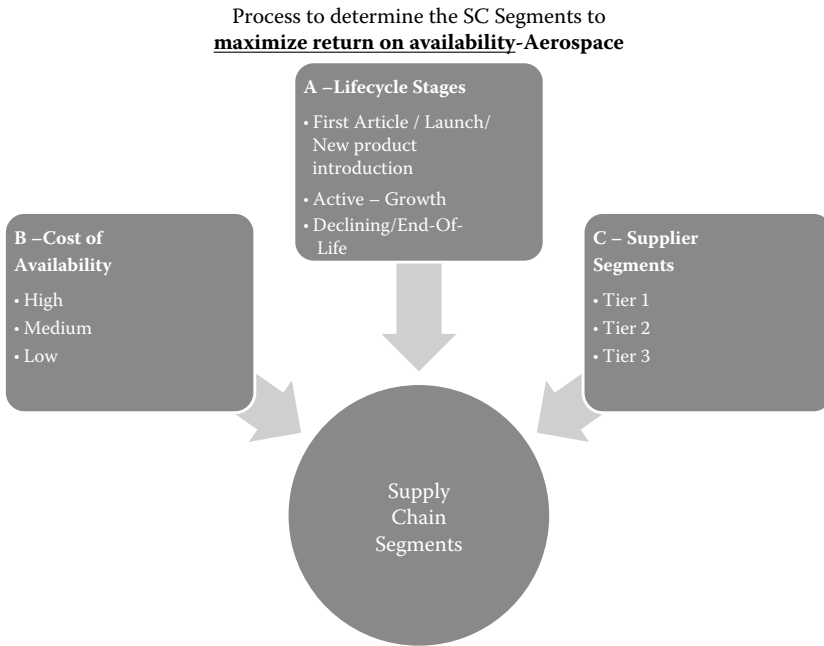 Process to determine the SC Segments to
maximize return on availability-Aerospace
A –Lifecycle Stages
• First Article / Launch/
New product
introduction
• Active – Growth
• Declining/End-Of-
Life
B –Cost of
Availability
• High
• Medium
• Low
C – Supplier
Segments
• Tier 1
• Tier 2
• Tier 3
Supply
Chain
Segments